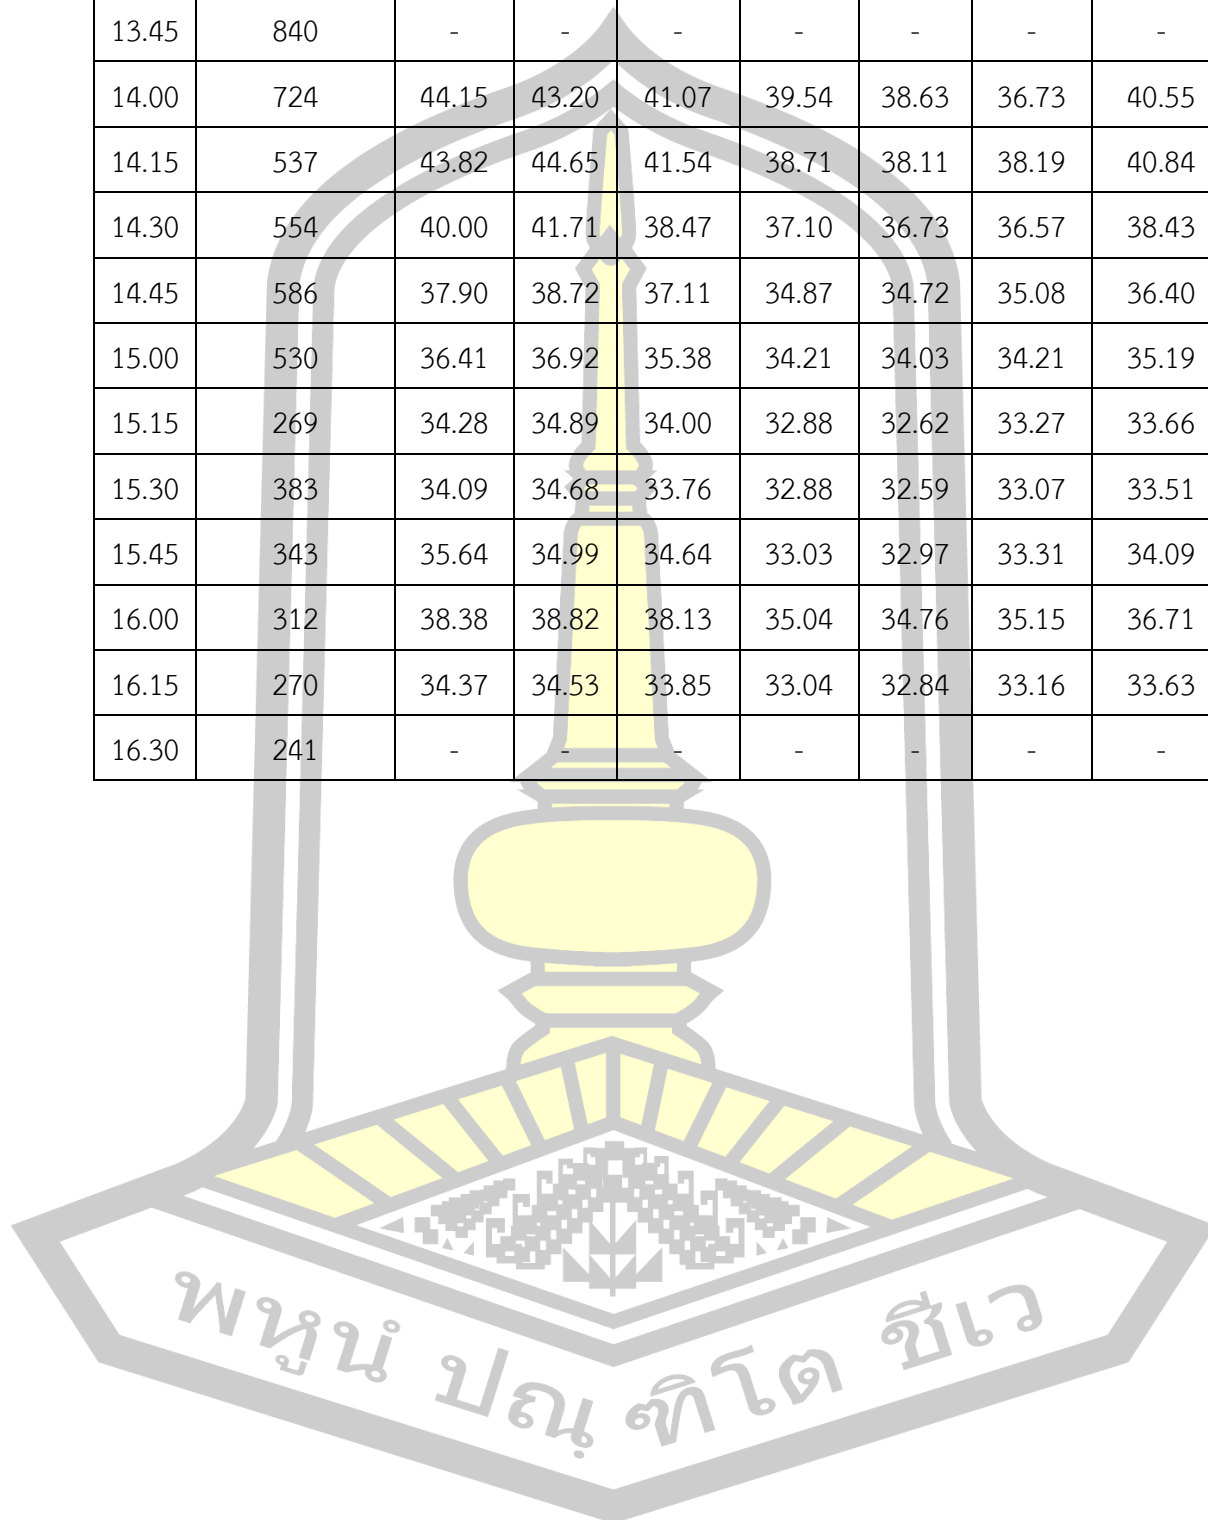 13.45 840 - - - - - - -
14.00 724 44.15 43.20 41.07 39.54 38.63 36.73 40.55
14.15 537 43.82 44.65 41.54 38.71 38.11 38.19 40.84
14.30 554 40.00 41.71 38.47 37.10 36.73 36.57 38.43
14.45 586 37.90 38.72 37.11 34.87 34.72 35.08 36.40
15.00 530 36.41 36.92 35.38 34.21 34.03 34.21 35.19
15.15 269 34.28 34.89 34.00 32.88 32.62 33.27 33.66
15.30 383 34.09 34.68 33.76 32.88 32.59 33.07 33.51
15.45 343 35.64 34.99 34.64 33.03 32.97 33.31 34.09
16.00 312 38.38 38.82 38.13 35.04 34.76 35.15 36.71
16.15 270 34.37 34.53 33.85 33.04 32.84 33.16 33.63
16.30 241 - - - - - - -
พหูนํ ปณฺ ฑิโต ชีเว